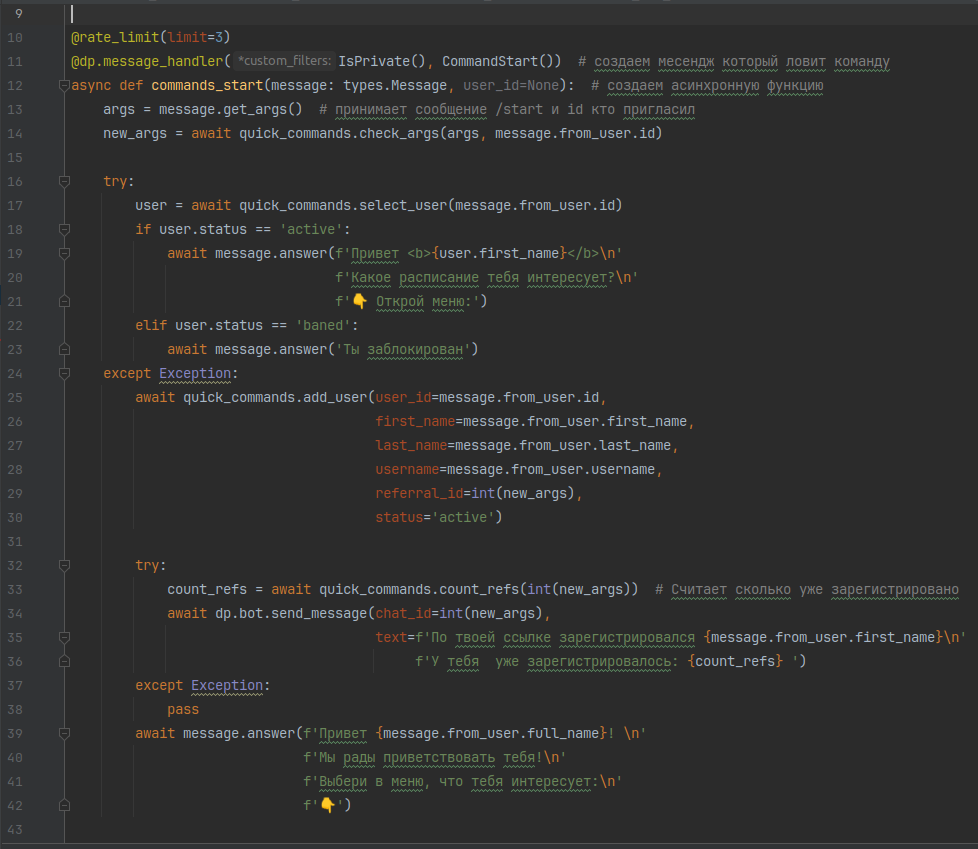 9
10 @rate_limit(limit=3)
11 @dp.message_handler( *custom_filters: IsPrivate(), CommandStart())  # создаем месендж который ловит команду
12 async def commands_start(message: types.Message, user_id=None):  # создаем асинхронную функцию
13     args = message.get_args()  # принимает сообщение /start и id кто пригласил
14     new_args = await quick_commands.check_args(args, message.from_user.id)
15
16     try:
17         user = await quick_commands.select_user(message.from_user.id)
18         if user.status == 'active':
19             await message.answer(f'Привет <b>{user.first_name}</b>\n'
20                                  f'Какое расписание тебя интересует?\n'
21                                  f'👇 Открой меню:')
22         elif user.status == 'baned':
23             await message.answer('Ты заблокирован')
24     except Exception:
25         await quick_commands.add_user(user_id=message.from_user.id,
26                                       first_name=message.from_user.first_name,
27                                       last_name=message.from_user.last_name,
28                                       username=message.from_user.username,
29                                       referral_id=int(new_args),
30                                       status='active')
31
32         try:
33             count_refs = await quick_commands.count_refs(int(new_args))  # Считает сколько уже зарегистрировано
34             await dp.bot.send_message(chat_id=int(new_args),
35                                       text=f'По твоей ссылке зарегистрировался {message.from_user.first_name}\n'
36                                            f'У тебя  уже зарегистрировалось: {count_refs} ')
37         except Exception:
38             pass
39         await message.answer(f'Привет {message.from_user.full_name}! \n'
40                              f'Мы рады приветствовать тебя!\n'
41                              f'Выбери в меню, что тебя интересует:\n'
42                              f'👇')
43